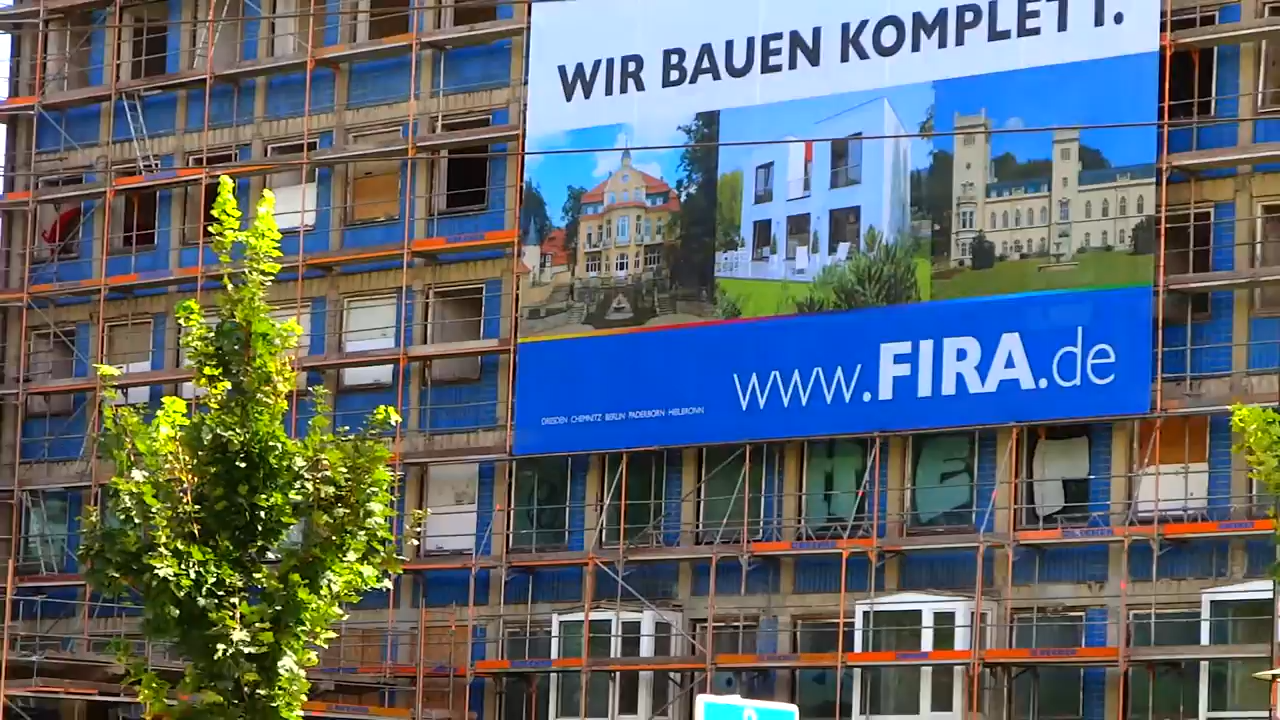 WIR BAUEN KOMPLETT.
www.FIRA.de
DRESDEN CHEMNITZ BERLIN PADERBORN HEILBRONN